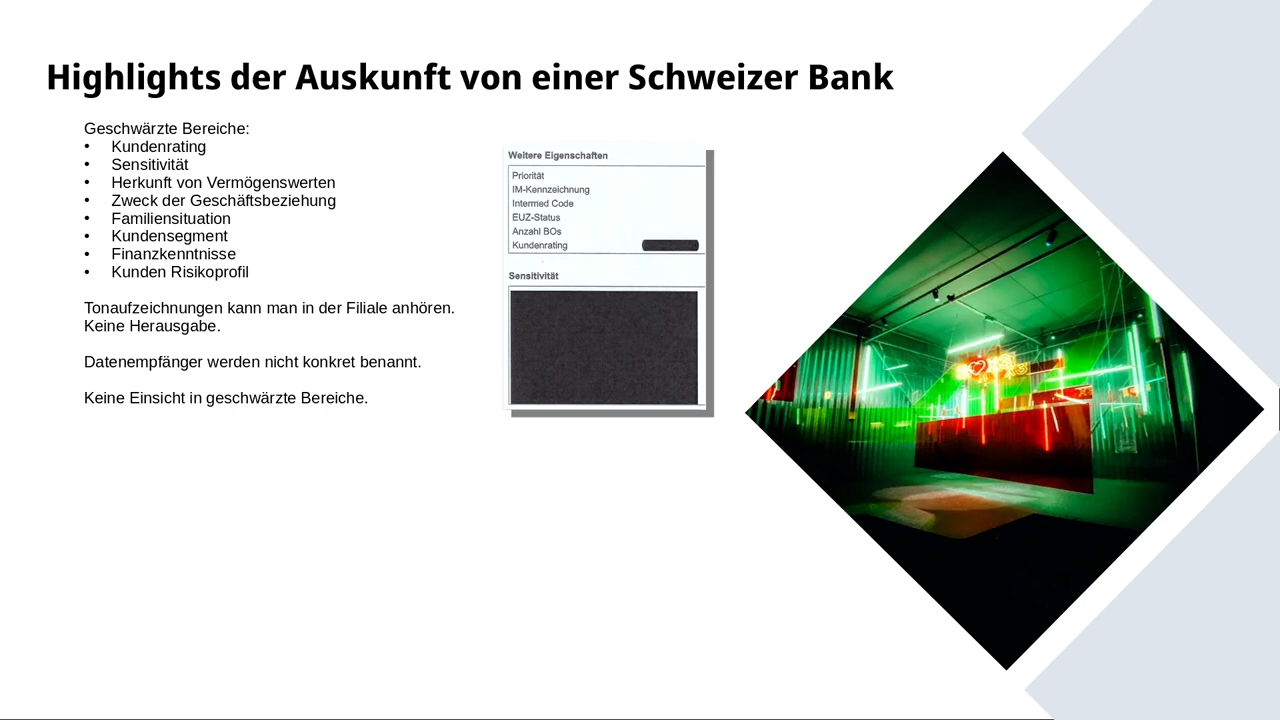 Highlights der Auskunft von einer Schweizer Bank
Geschwärzte Bereiche:
• Kundenrating
• Sensitivität
• Herkunft von Vermögenswerten
• Zweck der Geschäftsbeziehung
• Familiensituation
• Kundensegment
• Finanzkenntnisse
• Kunden Risikoprofil
Tonaufzeichnungen kann man in der Filiale anhören.
Keine Herausgabe.
Datenempfänger werden nicht konkret benannt.
Keine Einsicht in geschwärzte Bereiche.
Weitere Eigenschaften
Priorität
IM-Kennzeichnung
Intermed Code
EUZ-Status
Anzahl BOs
Kundenrating
Sensitivität